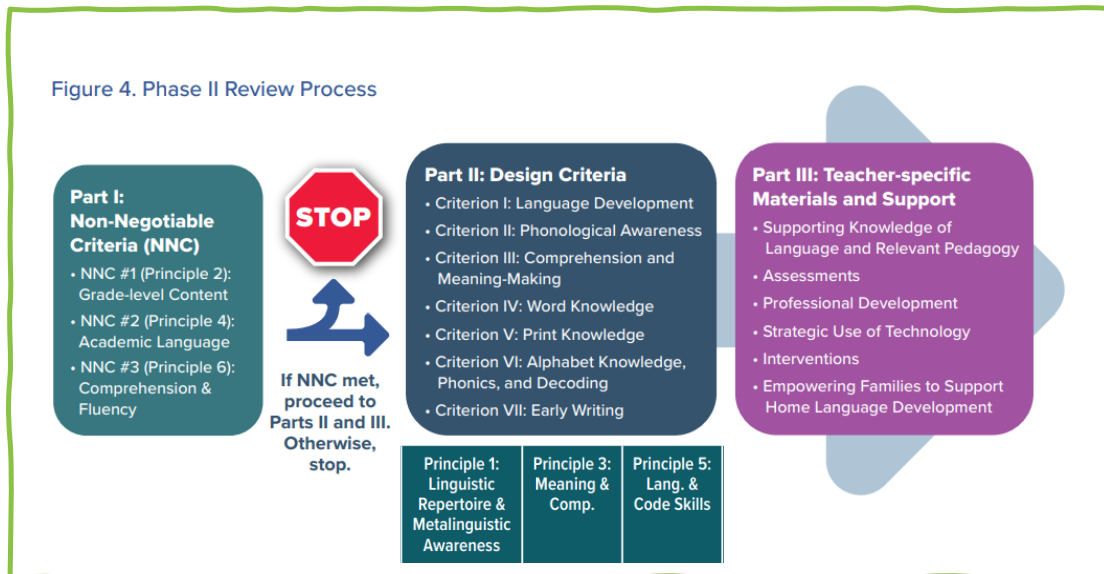 Figure 4. Phase II Review Process
Part I:
Non-Negotiable
Criteria (NNC)
• NNC #1 (Principle 2):
Grade-level Content
• NNC #2 (Principle 4):
Academic Language
• NNC #3 (Principle 6):
Comprehension &
Fluency
STOP
If NNC met,
proceed to
Parts II and III.
Otherwise,
stop.
Part II: Design Criteria
• Criterion I: Language Development
• Criterion II: Phonological Awareness
• Criterion III: Comprehension and
Meaning-Making
• Criterion IV: Word Knowledge
• Criterion V: Print Knowledge
• Criterion VI: Alphabet Knowledge,
Phonics, and Decoding
• Criterion VII: Early Writing
Principle 1:
Linguistic
Repertoire &
Metalinguistic
Awareness
Principle 3:
Meaning &
Comp.
Principle 5:
Lang. &
Code Skills
Part III: Teacher-specific
Materials and Support
• Supporting Knowledge of
Language and Relevant Pedagogy
• Assessments
• Professional Development
• Strategic Use of Technology
• Interventions
• Empowering Families to Support
Home Language Development